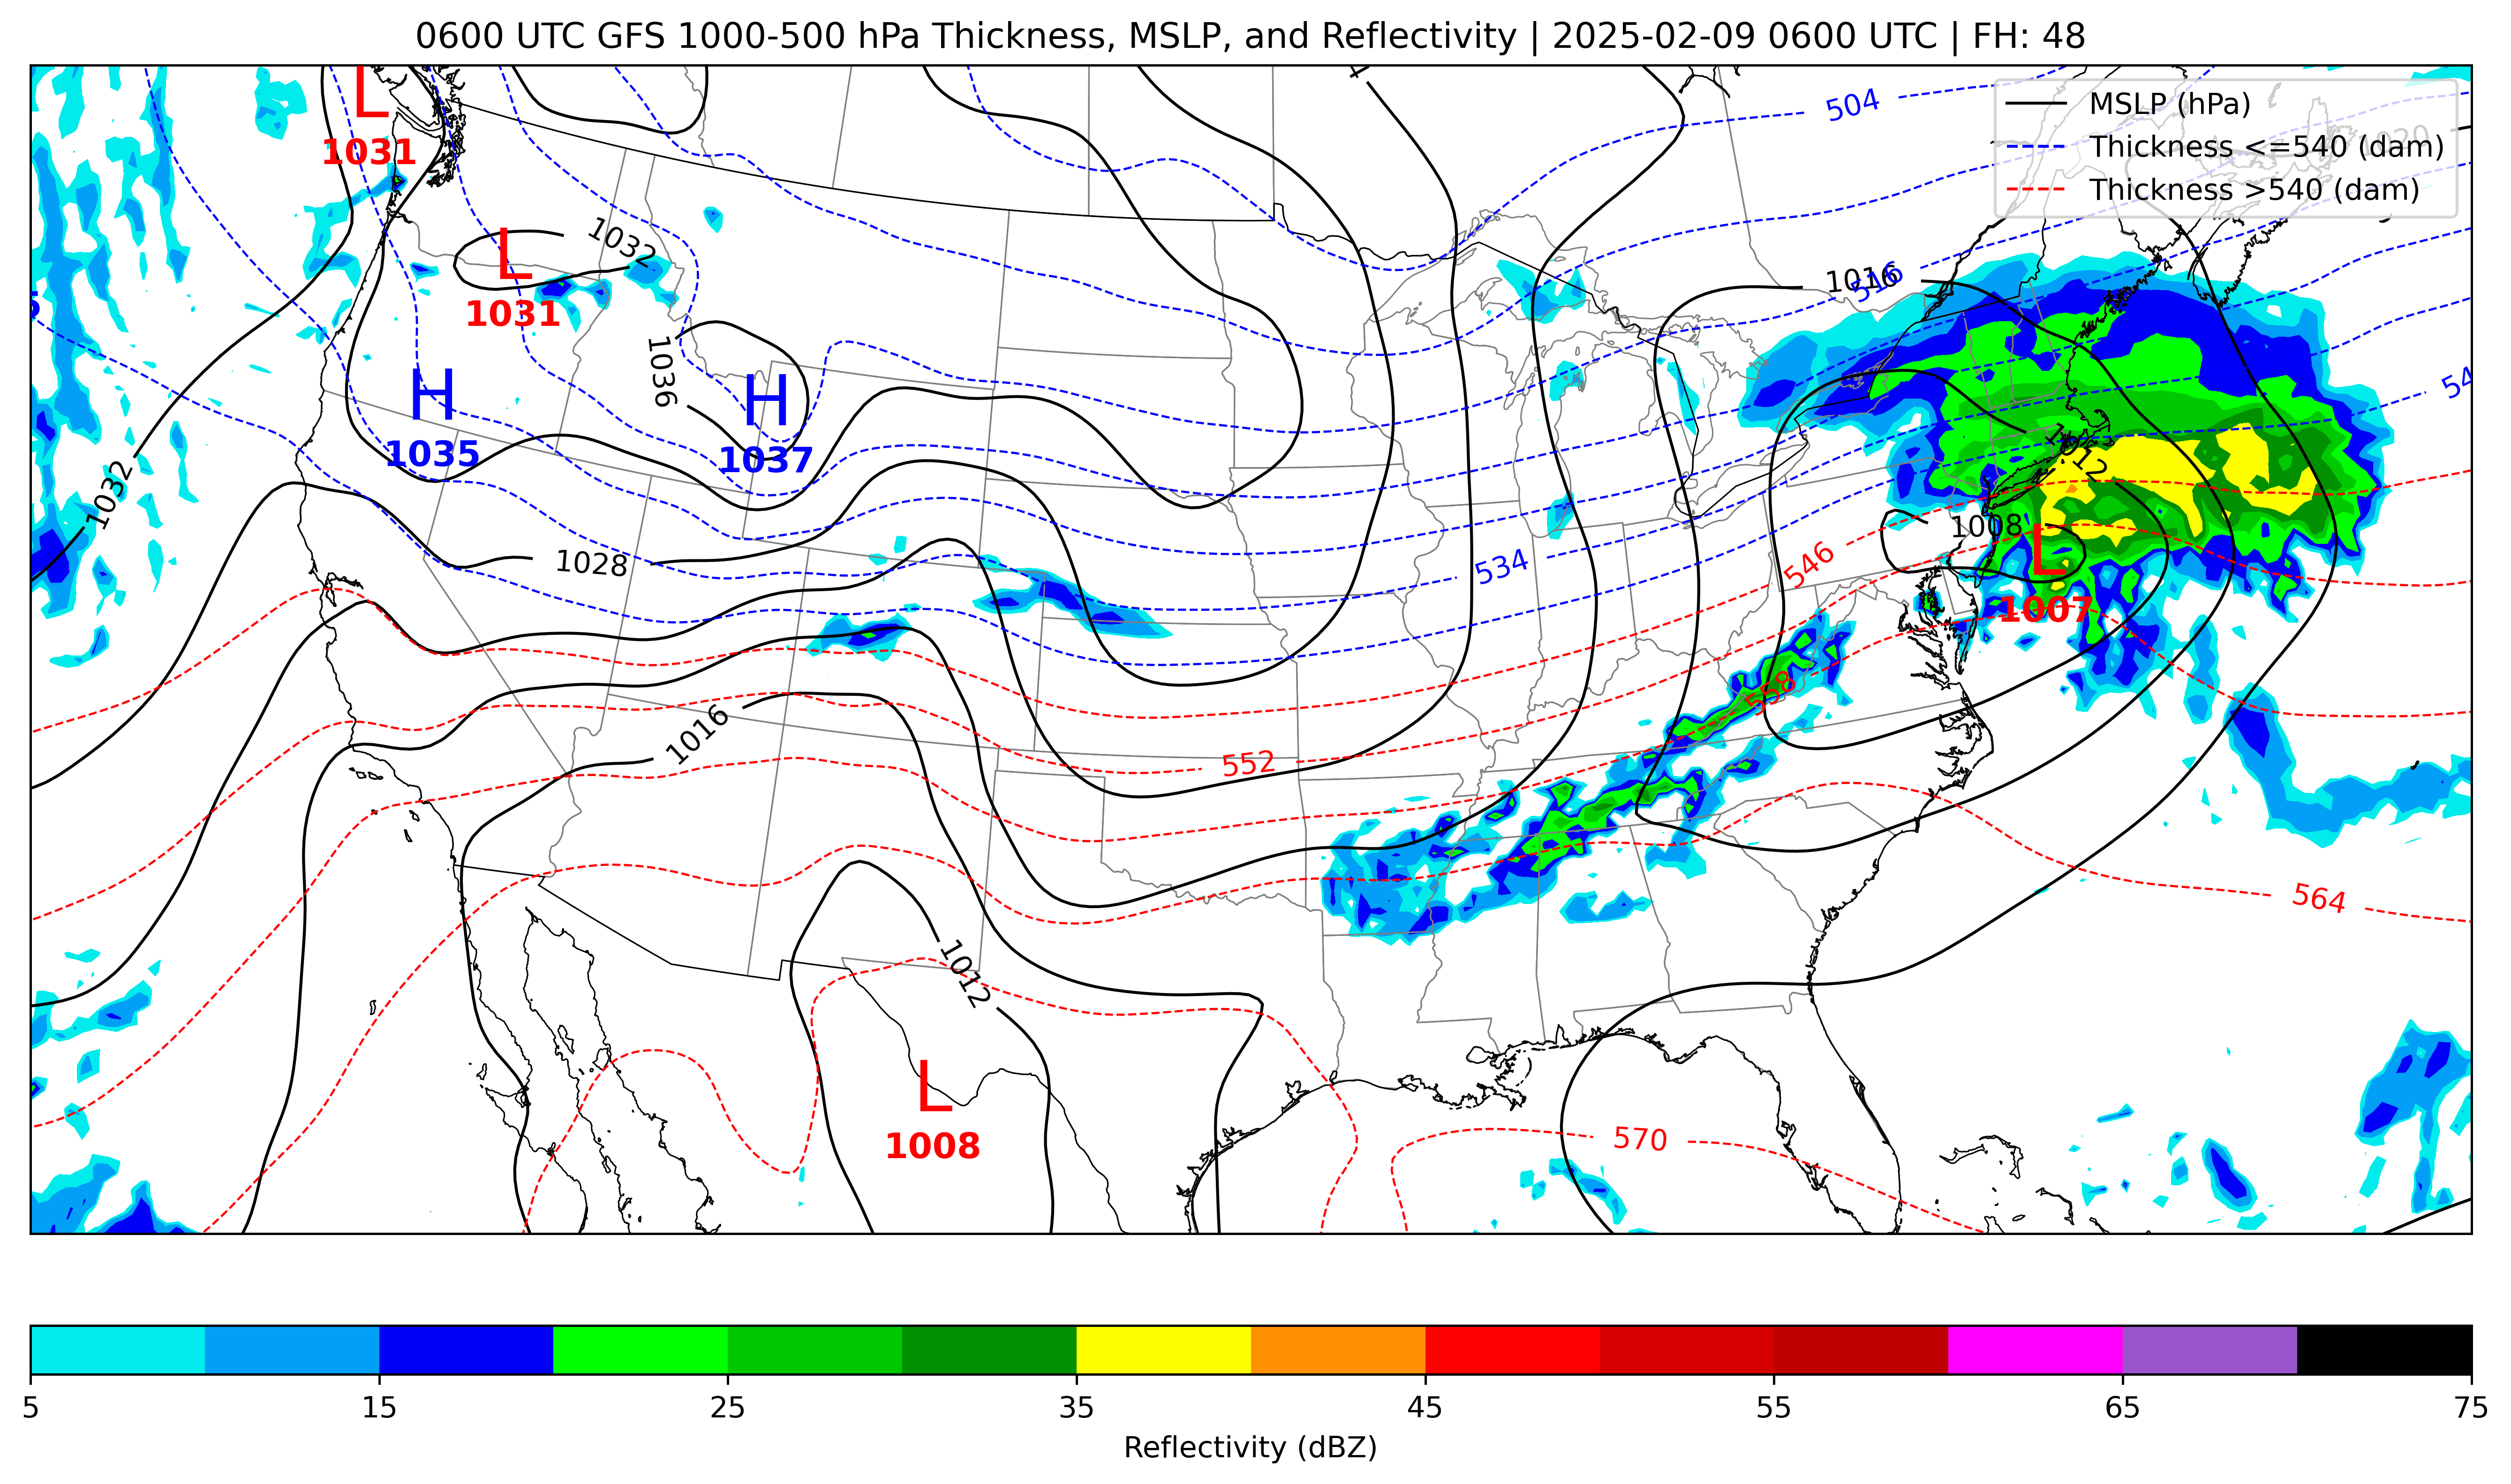 0600 UTC GFS 1000-500 hPa Thickness, MSLP, and Reflectivity | 2025-02-09 0600 UTC | FH: 48
MSLP (hPa)
Thickness <=540 (dam)
Thickness >540 (dam)
504
L
1031
1032
L
1031
1016
516
1036
H
1035
H
1037
1032
1012
1008
L
1007
1028
534
546
558
1016
552
564
1012
L
1008
570
5 15 25 35 45 55 65 75
Reflectivity (dBZ)